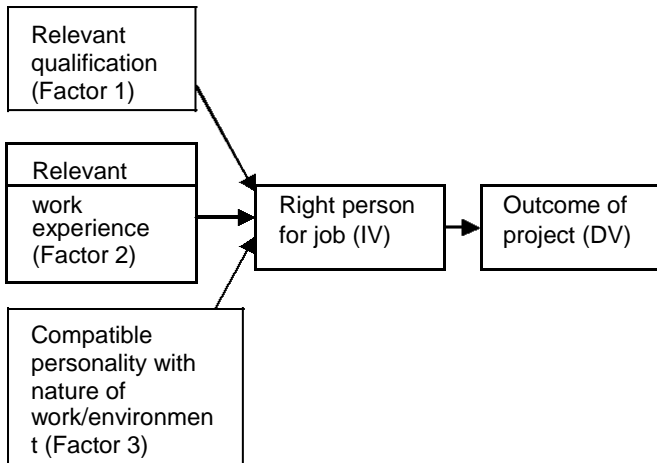 Relevant
qualification
(Factor 1)
Relevant
work
experience
(Factor 2)
Compatible
personality with
nature of
work/environmen
t (Factor 3)
Right person
for job (IV)
Outcome of
project (DV)